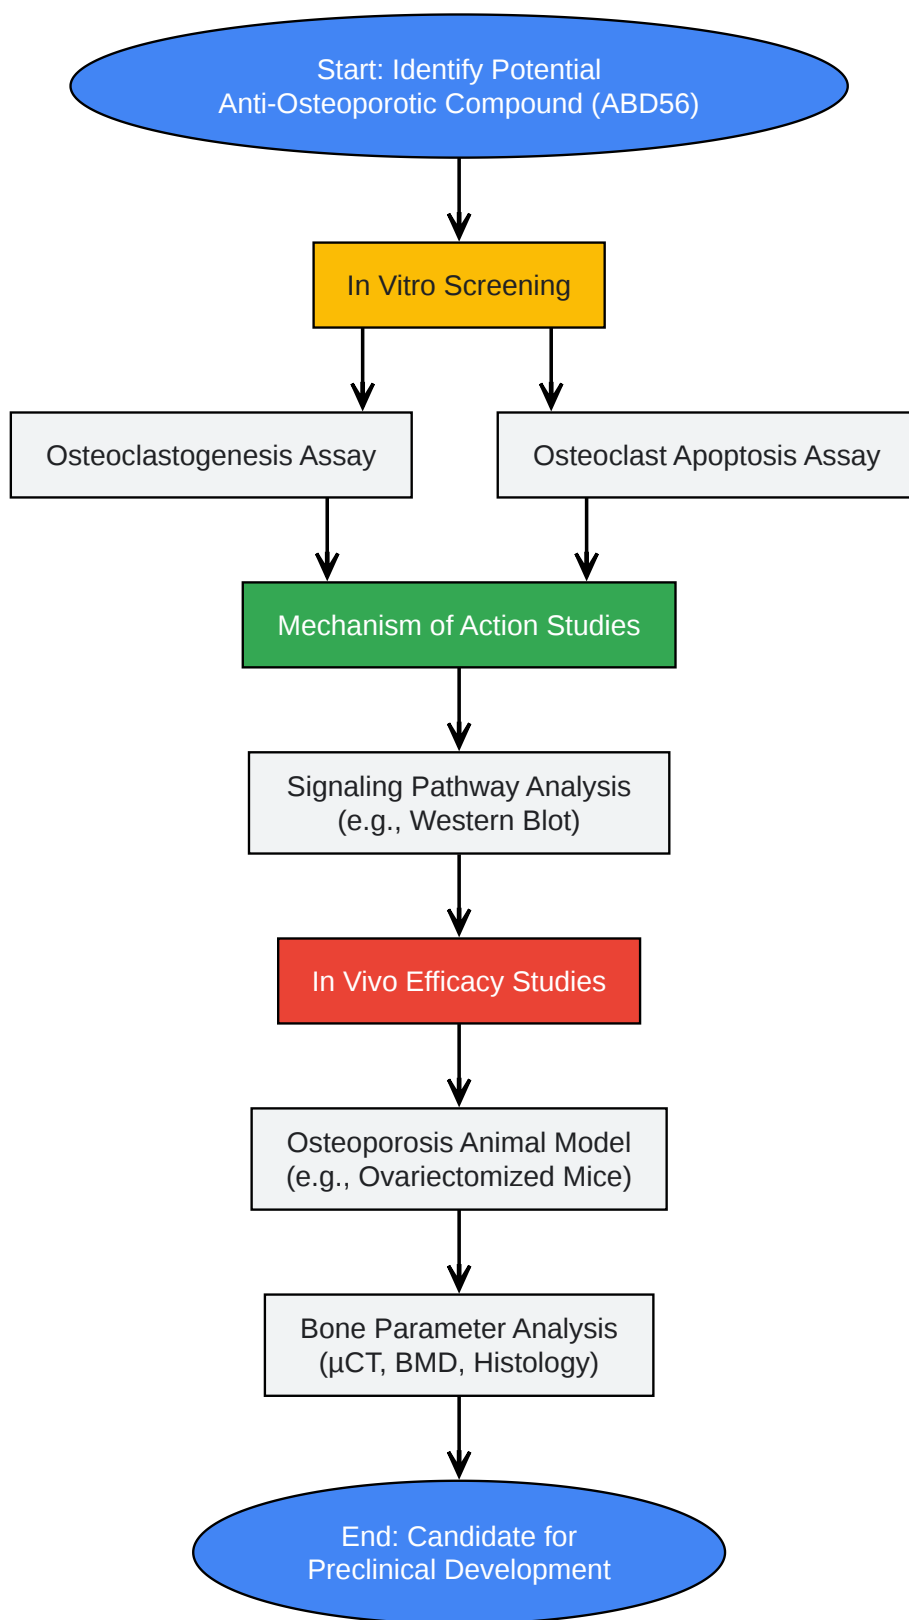 Start: Identify Potential
Anti-Osteoporotic Compound (ABD56)
In Vitro Screening
Osteoclastogenesis Assay
Osteoclast Apoptosis Assay
Mechanism of Action Studies
Signaling Pathway Analysis
(e.g., Western Blot)
In Vivo Efficacy Studies
Osteoporosis Animal Model
(e.g., Ovariectomized Mice)
Bone Parameter Analysis
(µCT, BMD, Histology)
End: Candidate for
Preclinical Development